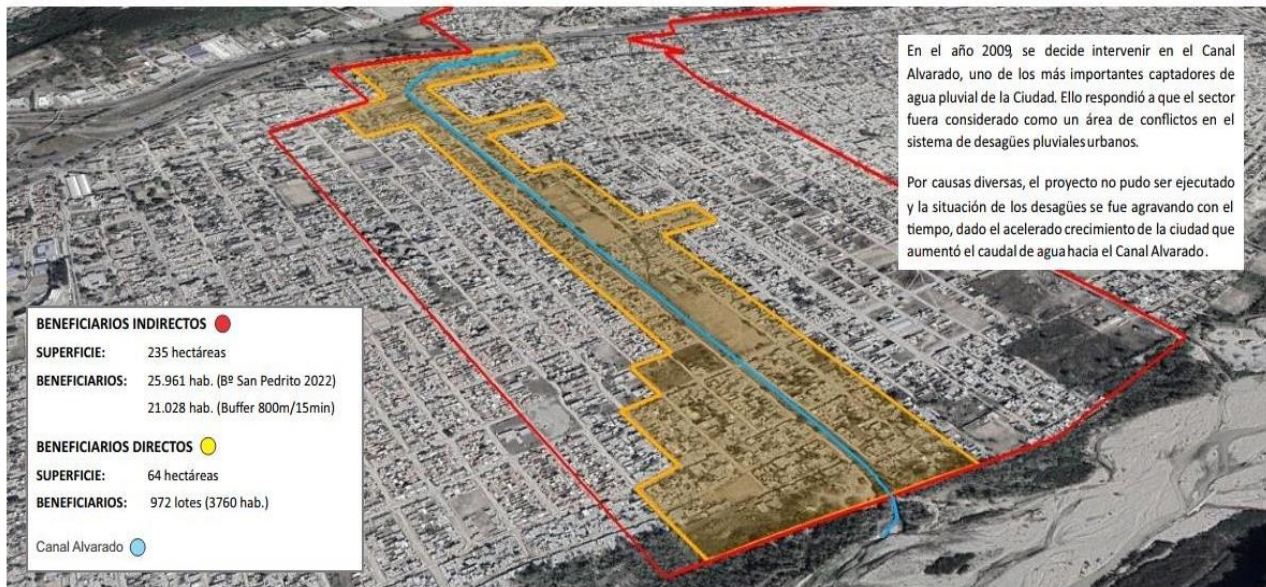 En el año 2009, se decide intervenir en el Canal
Alvarado, uno de los más importantes captadores de
agua pluvial de la Ciudad. Ello respondió a que el sector
fuera considerado como un área de conflictos en el
sistema de desagües pluviales urbanos.
Por causas diversas, el proyecto no pudo ser ejecutado
y la situación de los desagües se fue agravando con el
tiempo, dado el acelerado crecimiento de la ciudad que
aumentó el caudal de agua hacia el Canal Alvarado.
BENEFICIARIOS INDIRECTOS
SUPERFICIE: 235 hectáreas
BENEFICIARIOS: 25.961 hab. (Bº San Pedrito 2022)
21.028 hab. (Buffer 800m/15min)
BENEFICIARIOS DIRECTOS
SUPERFICIE: 64 hectáreas
BENEFICIARIOS: 972 lotes (3760 hab.)
Canal Alvarado